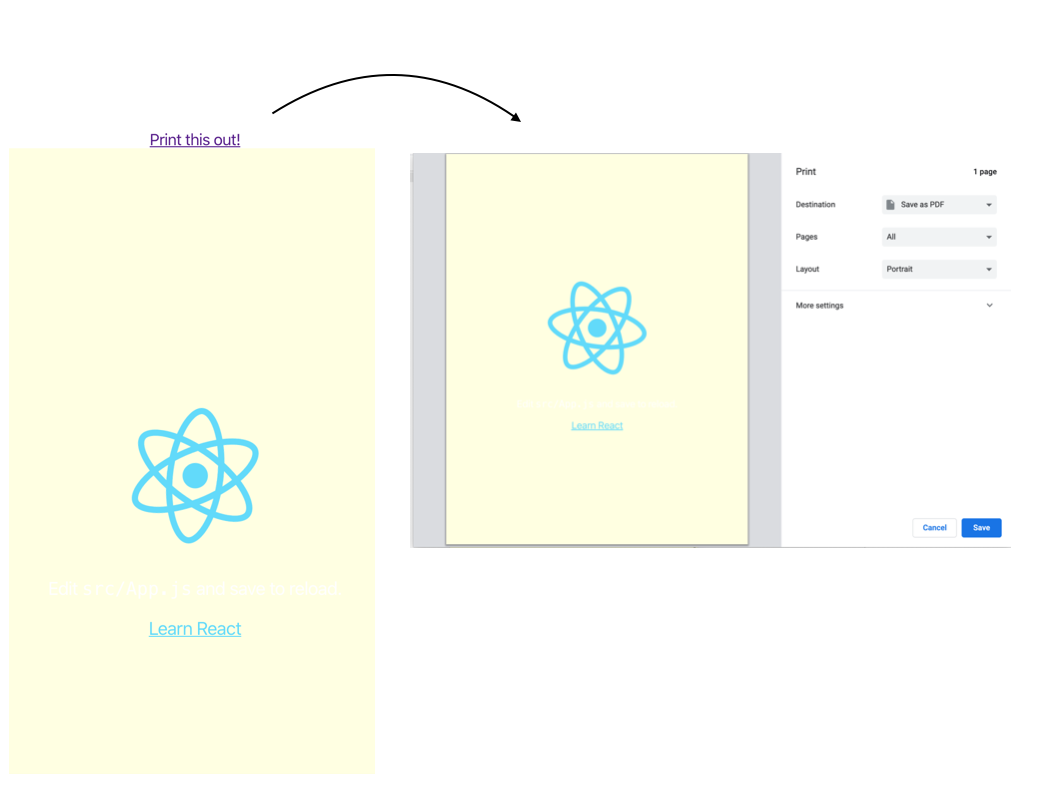 Print this out!
Edit src/App.js and save to reload.
Learn React
Learn React
Print
1 page
Destination
Save as PDF
Pages
All
Layout
Portrait
More settings
Cancel
Save